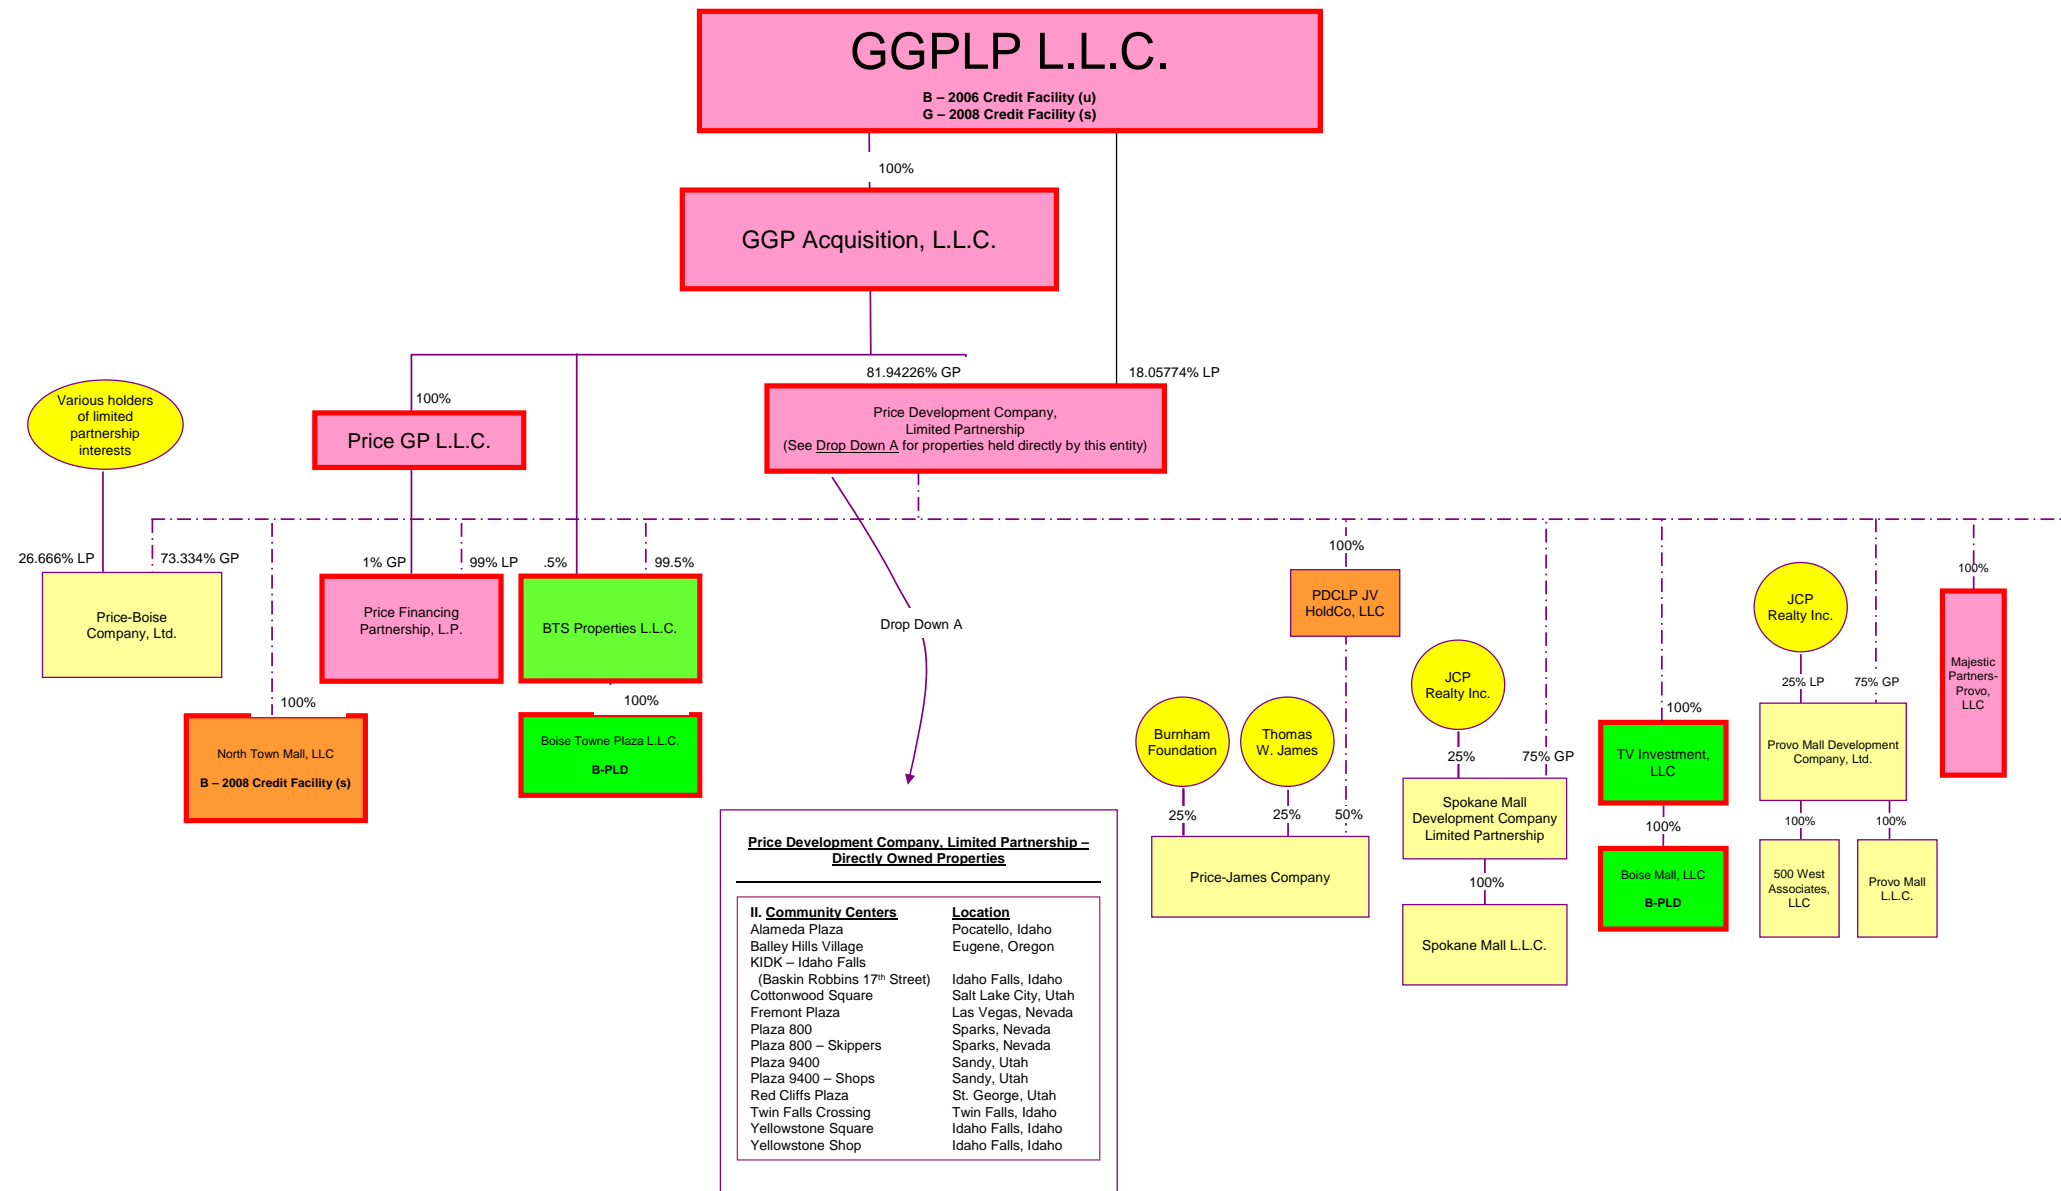 GGPLP L.L.C.
B – 2006 Credit Facility (u)
G – 2008 Credit Facility (s)
100%
GGP Acquisition, L.L.C.
81.94226% GP
18.05774% LP
Various holders
of limited
partnership
interests
100%
Price GP L.L.C.
Price Development Company,
Limited Partnership
(See Drop Down A for properties held directly by this entity)
26.666% LP
73.334% GP
1% GP
99% LP
.5%
99.5%
Price-Boise
Company, Ltd.
Price Financing
Partnership, L.P.
BTS Properties L.L.C.
Drop Down A
100%
North Town Mall, LLC
B – 2008 Credit Facility (s)
100%
Boise Towne Plaza L.L.C.
B-PLD
100%
PDCLP JV
HoldCo, LLC
Burnham
Foundation
Thomas
W. James
25%
25%
50%
Price-James Company
JCP
Realty Inc.
25%
75% GP
Spokane Mall
Development Company
Limited Partnership
100%
Spokane Mall L.L.C.
100%
TV Investment,
LLC
100%
Boise Mall, LLC
B-PLD
JCP
Realty Inc.
25% LP
75% GP
Provo Mall Development
Company, Ltd.
100%
100%
500 West
Associates,
LLC
Provo Mall
L.L.C.
100%
Majestic
Partners-
Provo,
LLC
Price Development Company, Limited Partnership –
Directly Owned Properties
II. Community Centers Location
Alameda Plaza Pocatello, Idaho
Balley Hills Village Eugene, Oregon
KIDK – Idaho Falls
(Baskin Robbins 17th Street) Idaho Falls, Idaho
Cottonwood Square Salt Lake City, Utah
Fremont Plaza Las Vegas, Nevada
Plaza 800 Sparks, Nevada
Plaza 800 – Skippers Sparks, Nevada
Plaza 9400 Sandy, Utah
Plaza 9400 – Shops Sandy, Utah
Red Cliffs Plaza St. George, Utah
Twin Falls Crossing Twin Falls, Idaho
Yellowstone Square Idaho Falls, Idaho
Yellowstone Shop Idaho Falls, Idaho